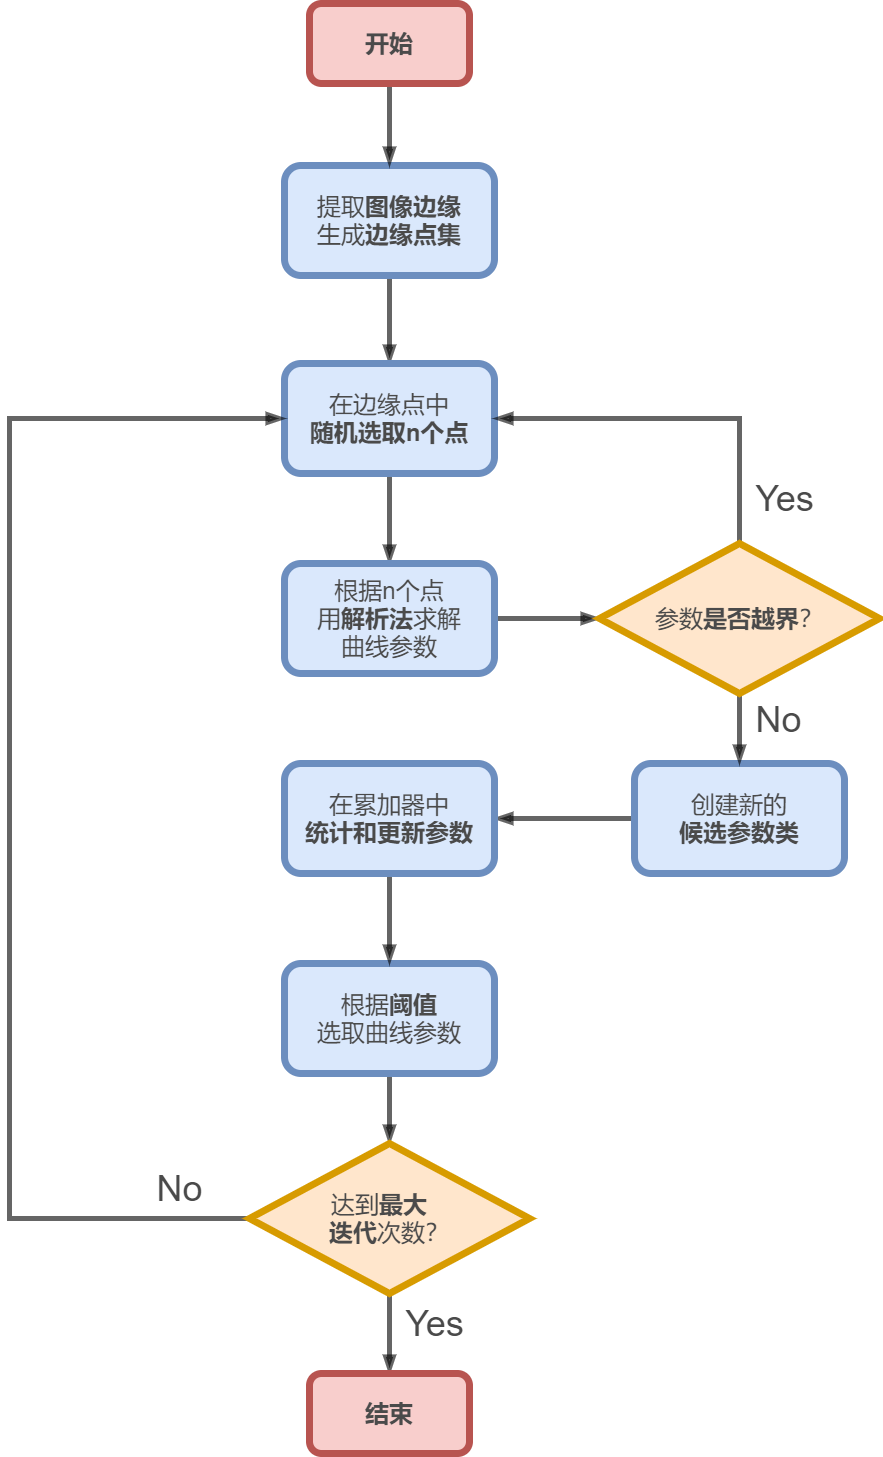 开始
提取图像边缘
生成边缘点集
在边缘点中
随机选取n个点
Yes
根据n个点
用解析法求解
曲线参数
参数是否越界?
No
在累加器中
统计和更新参数
创建新的
候选参数类
根据阈值
选取曲线参数
No
达到最大
迭代次数?
Yes
结束